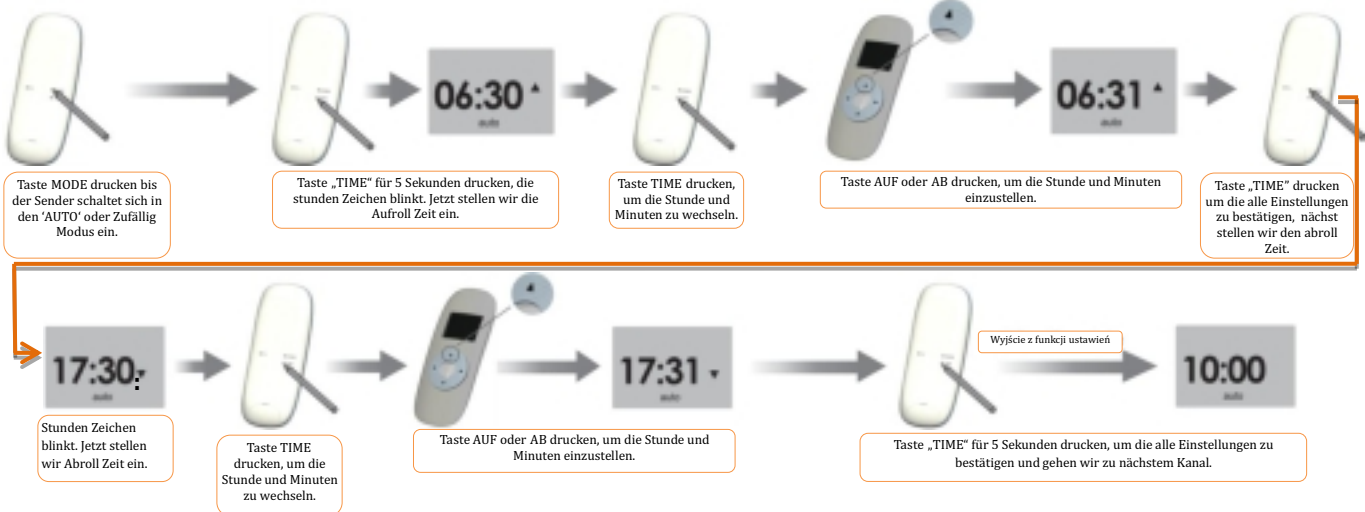 06:30
auto
06:31
auto
Taste MODE drucken bis
der Sender schaltet sich in
den ‘AUTO‘ oder Zufällig
Modus ein.
Taste „TIME“ für 5 Sekunden drucken, die
stunden Zeichen blinkt. Jetzt stellen wir die
Aufroll Zeit ein.
Taste TIME drucken,
um die Stunde und
Minuten zu wechseln.
Taste AUF oder AB drucken, um die Stunde und Minuten
einzustellen.
Taste „TIME” drucken
um die alle Einstellungen
zu bestätigen, nächst
stellen wir den abroll
Zeit.
17:30
:
auto
17:31
auto
Wyjście z funkcji ustawień
10:00
Stunden Zeichen
blinkt. Jetzt stellen
wir Abroll Zeit ein.
Taste TIME
drucken, um die
Stunde und Minuten
zu wechseln.
Taste AUF oder AB drucken, um die Stunde und
Minuten einzustellen.
Taste „TIME“ für 5 Sekunden drucken, um die alle Einstellungen zu
bestätigen und gehen wir zu nächstem Kanal.